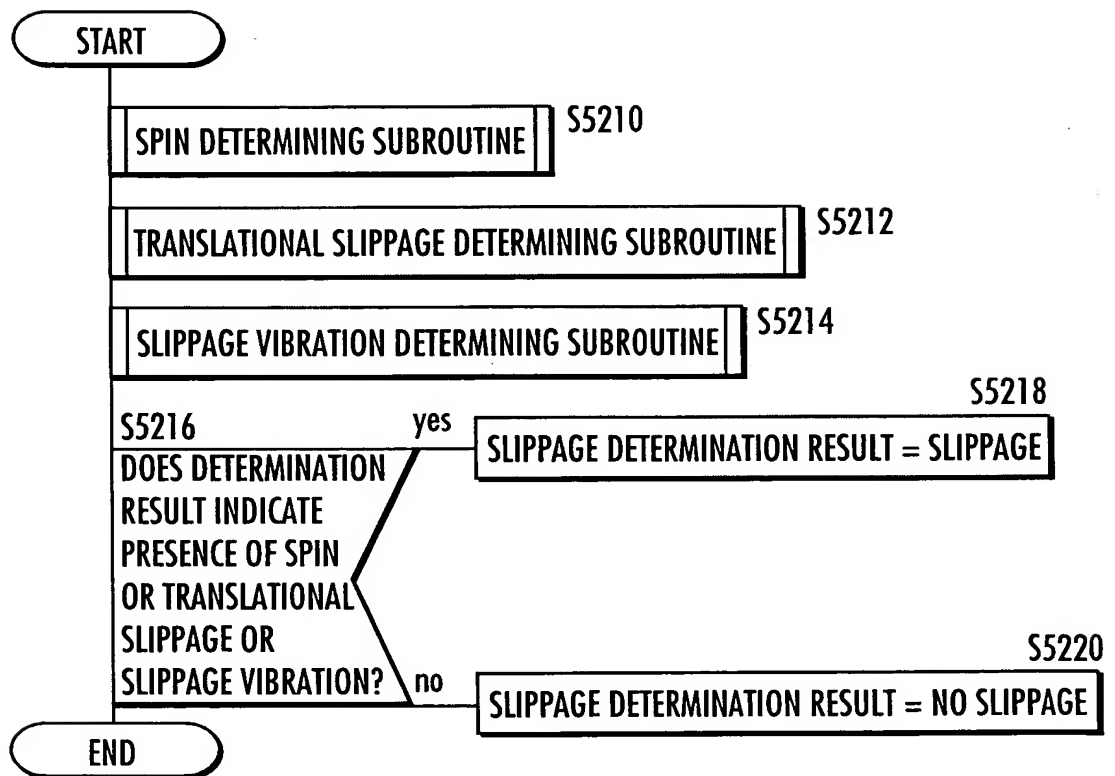 START
SPIN DETERMINING SUBROUTINE
S5210
TRANSLATIONAL SLIPPAGE DETERMINING SUBROUTINE
S5212
SLIPPAGE VIBRATION DETERMINING SUBROUTINE
S5214
S5216
DOES DETERMINATION
RESULT INDICATE
PRESENCE OF SPIN
OR TRANSLATIONAL
SLIPPAGE OR
SLIPPAGE VIBRATION?
yes
S5218
SLIPPAGE DETERMINATION RESULT = SLIPPAGE
no
S5220
SLIPPAGE DETERMINATION RESULT = NO SLIPPAGE
END